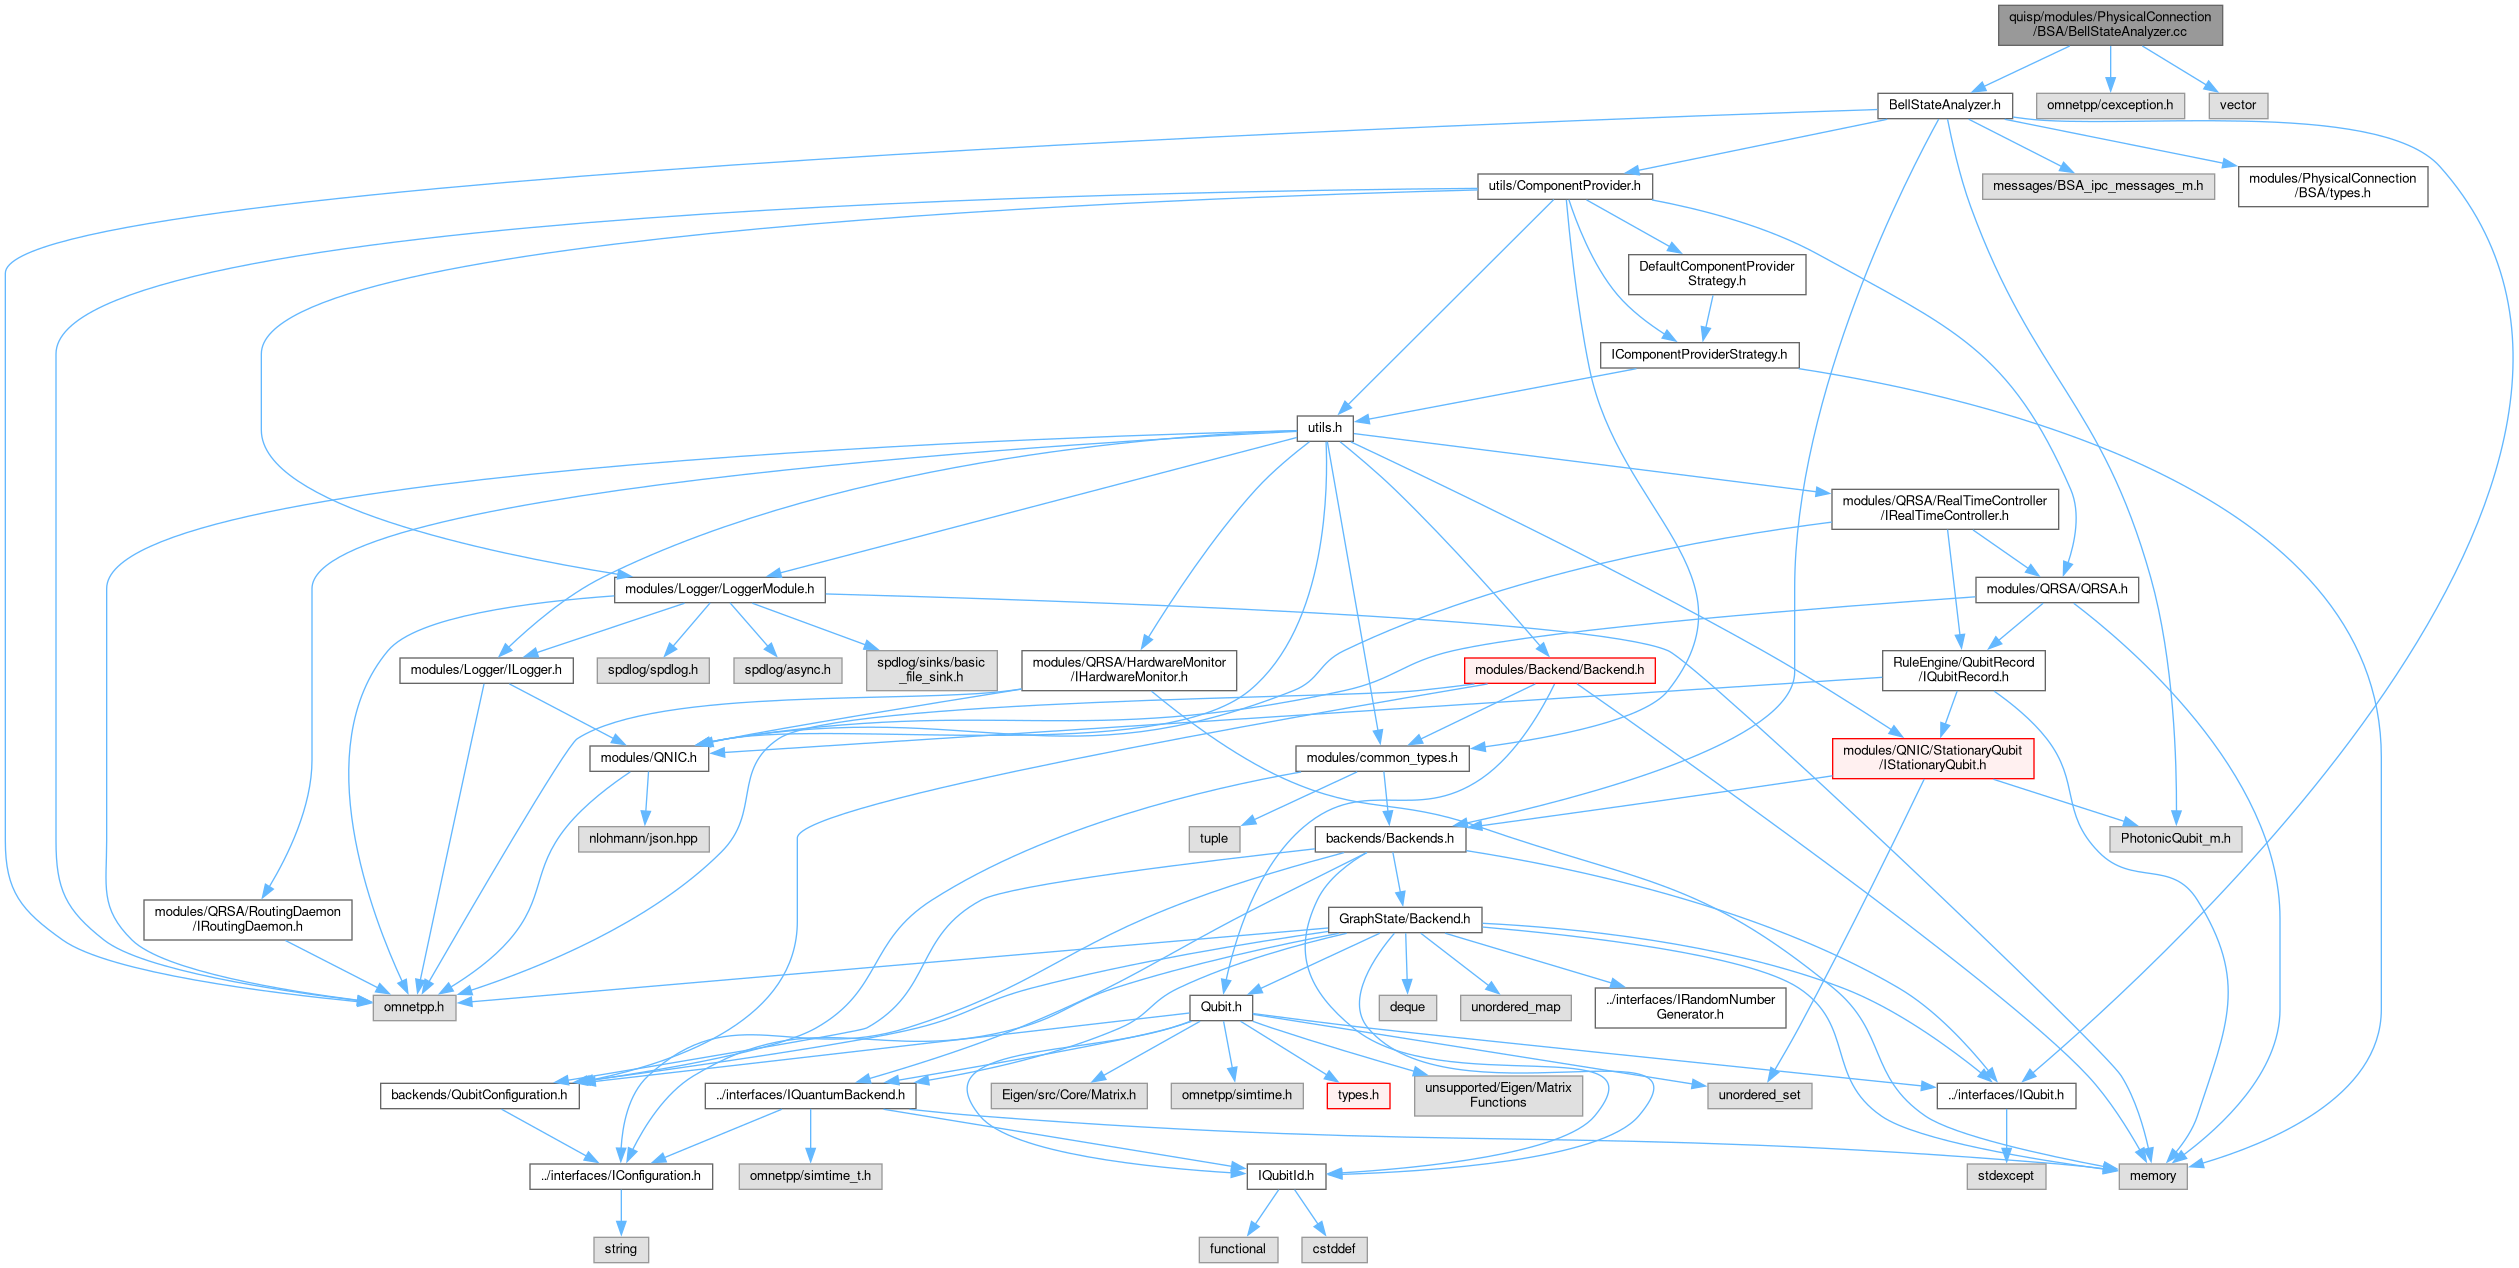 quisp/modules/PhysicalConnection
/BSA/BellStateAnalyzer.cc
BellStateAnalyzer.h
omnetpp/cexception.h
vector
utils/ComponentProvider.h
messages/BSA_ipc_messages_m.h
modules/PhysicalConnection
/BSA/types.h
DefaultComponentProvider
Strategy.h
IComponentProviderStrategy.h
utils.h
modules/QRSA/RealTimeController
/IRealTimeController.h
modules/Logger/LoggerModule.h
modules/QRSA/QRSA.h
modules/Logger/ILogger.h
spdlog/spdlog.h
spdlog/async.h
spdlog/sinks/basic
_file_sink.h
modules/QRSA/HardwareMonitor
/IHardwareMonitor.h
modules/Backend/Backend.h
RuleEngine/QubitRecord
/IQubitRecord.h
modules/QNIC.h
modules/common_types.h
modules/QNIC/StationaryQubit
/IStationaryQubit.h
nlohmann/json.hpp
tuple
backends/Backends.h
PhotonicQubit_m.h
modules/QRSA/RoutingDaemon
/IRoutingDaemon.h
GraphState/Backend.h
omnetpp.h
Qubit.h
deque
unordered_map
../interfaces/IRandomNumber
Generator.h
backends/QubitConfiguration.h
../interfaces/IQuantumBackend.h
Eigen/src/Core/Matrix.h
omnetpp/simtime.h
types.h
unsupported/Eigen/Matrix
Functions
unordered_set
../interfaces/IQubit.h
../interfaces/IConfiguration.h
omnetpp/simtime_t.h
IQubitId.h
stdexcept
memory
string
functional
cstddef